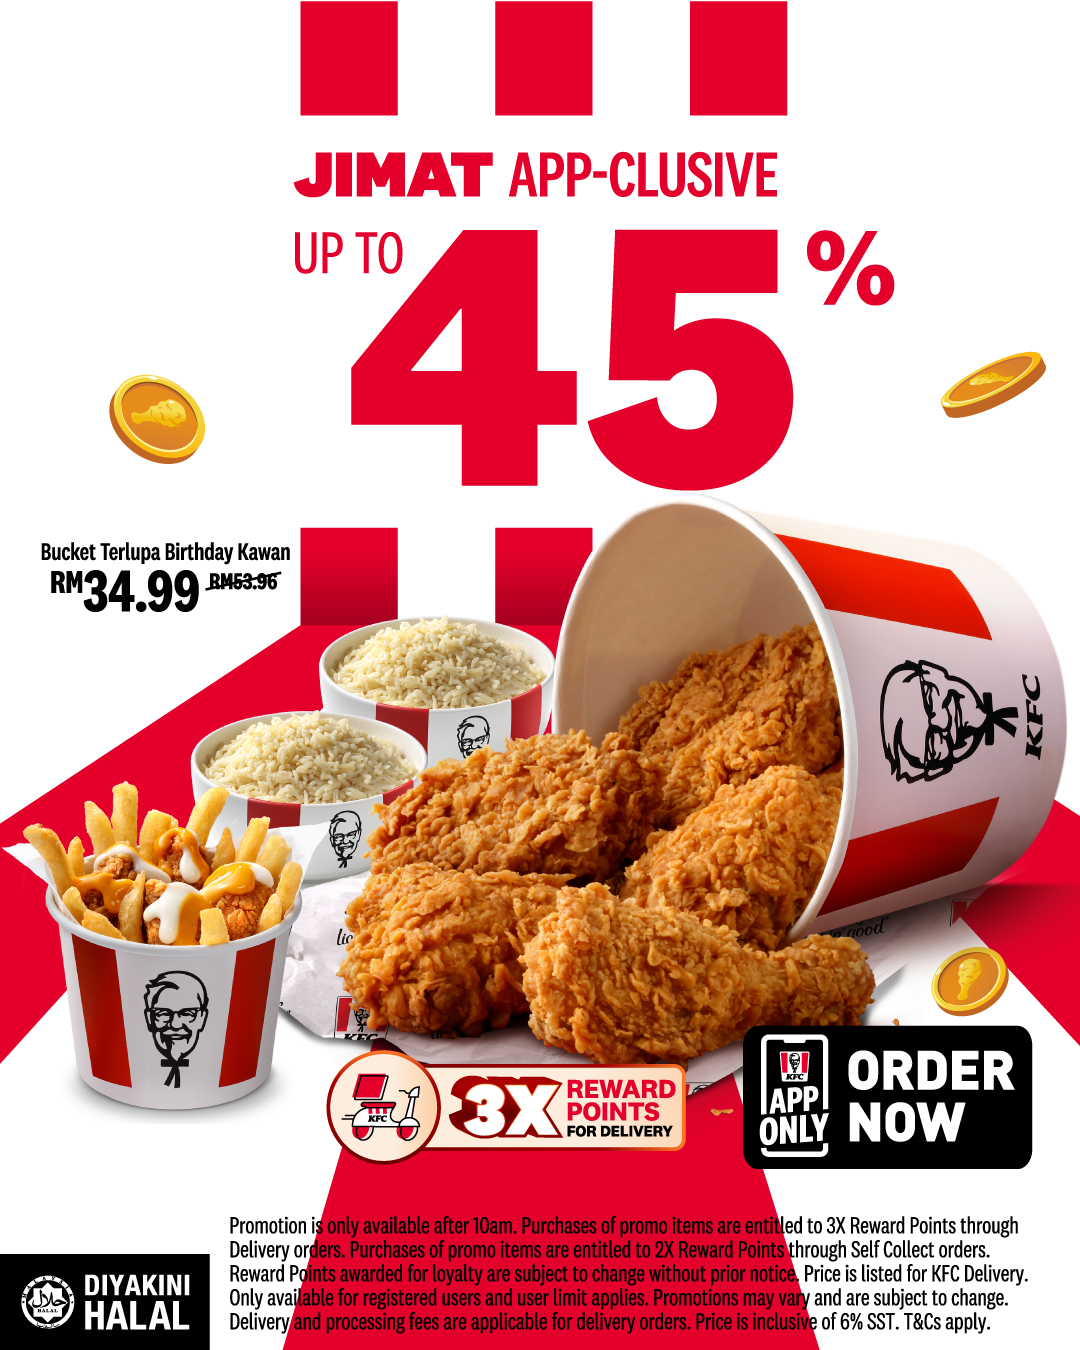 JIMAT APP-CLUSIVE
UP TO 45%
Bucket Terlupa Birthday Kawan
RM34.99 RM53.96
KFC
good
KFC
KFC
3X REWARD
POINTS
FOR DELIVERY
KFC
APP
ONLY
ORDER
NOW
Promotion is only available after 10am. Purchases of promo items are entitled to 3X Reward Points through
Delivery orders. Purchases of promo items are entitled to 2X Reward Points through Self Collect orders.
Reward Points awarded for loyalty are subject to change without prior notice. Price is listed for KFC Delivery.
Only available for registered users and user limit applies. Promotions may vary and are subject to change.
Delivery and processing fees are applicable for delivery orders. Price is inclusive of 6% SST. T&Cs apply.
حلال
HALAL
DIYAKINI
HALAL